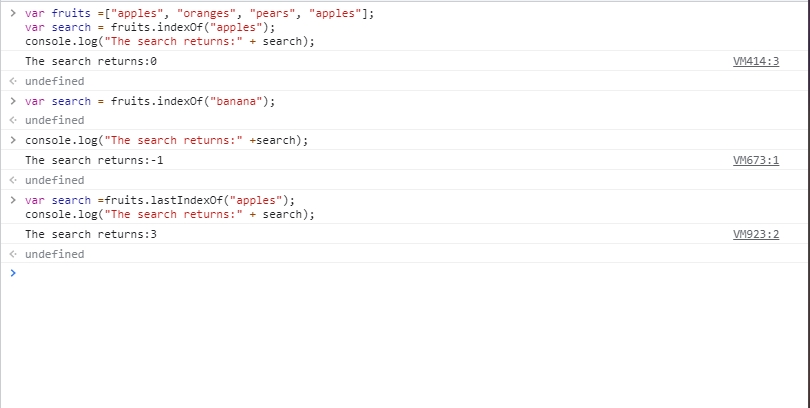 > var fruits =["apples", "oranges", "pears", "apples"];
var search = fruits.indexOf("apples");
console.log("The search returns:" + search);
The search returns:0 VM414:3
<· undefined
> var search = fruits.indexOf("banana");
<· undefined
> console.log("The search returns:" +search);
The search returns:-1 VM673:1
<· undefined
> var search =fruits.lastIndexOf("apples");
console.log("The search returns:" + search);
The search returns:3 VM923:2
<· undefined
>